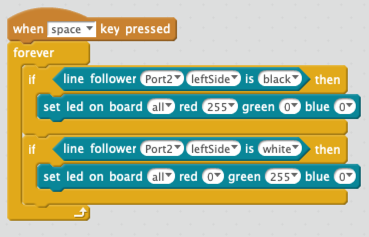 when space key pressed
forever
if line follower Port2 leftSide is black then
set led on board all red 255 green 0 blue 0
if line follower Port2 leftSide is white then
set led on board all red 0 green 255 blue 0